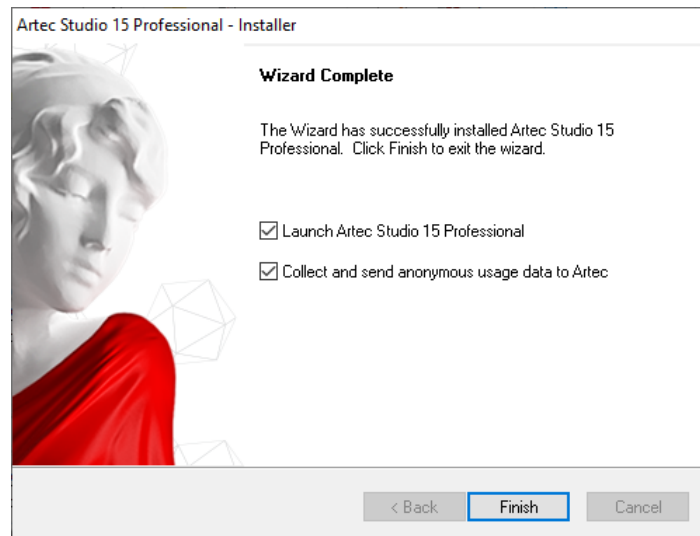 Artec Studio 15 Professional - Installer
Wizard Complete
The Wizard has successfully installed Artec Studio 15
Professional.  Click Finish to exit the wizard.
Launch Artec Studio 15 Professional
Collect and send anonymous usage data to Artec
< Back
Finish
Cancel